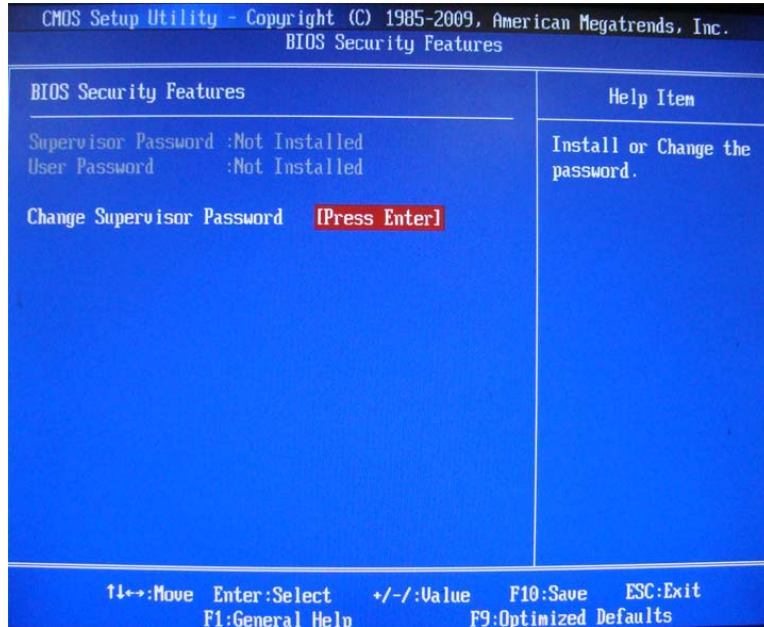 CMOS Setup Utility - Copyright (C) 1985-2009, American Megatrends, Inc.
BIOS Security Features
BIOS Security Features
Help Item
Supervisor Password :Not Installed
User Password :Not Installed
Install or Change the
password.
Change Supervisor Password [Press Enter]
↑↓↔:Move Enter:Select +/-/:Value F10:Save ESC:Exit
F1:General Help F9:Optimized Defaults